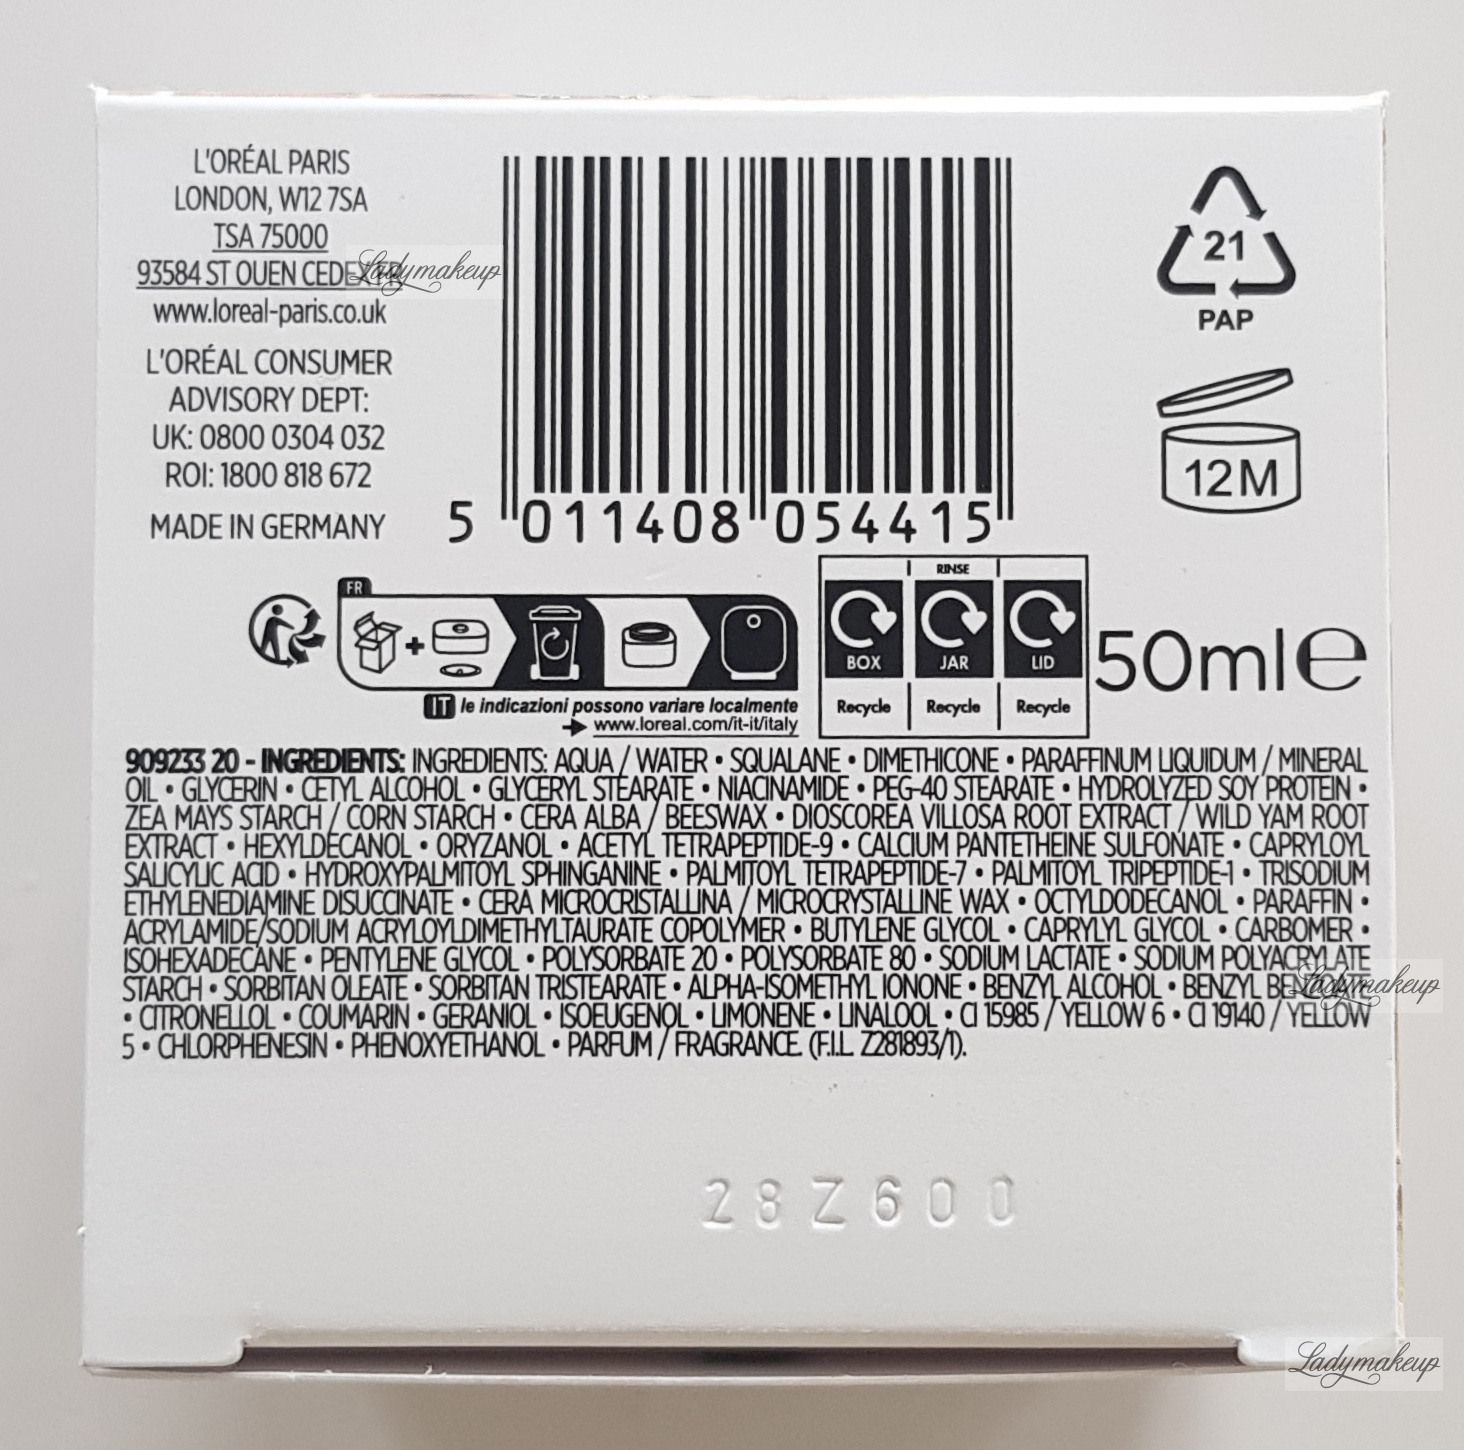 L'ORÉAL PARIS
LONDON, W12 7SA
TSA 75000
93584 ST OUEN
www.loreal-paris.co.uk
L'ORÉAL CONSUMER
ADVISORY DEPT:
UK: 0800 0304 032
ROI: 1800 818 672
MADE IN GERMANY
Ladymakeup
5 011408 054415
21
PAP
12M
FR
IT le indicazioni possono variare localmente
www.loreal.com/it-it/italy
RINSE
BOX JAR LID
Recycle Recycle Recycle
50ml e
909233 20 - INGREDIENTS: INGREDIENTS: AQUA / WATER • SQUALANE • DIMETHICONE • PARAFFINUM LIQUIDUM / MINERAL
OIL • GLYCERIN • CETYL ALCOHOL • GLYCERYL STEARATE • NIACINAMIDE • PEG-40 STEARATE • HYDROLYZED SOY PROTEIN •
ZEA MAYS STARCH / CORN STARCH • CERA ALBA / BEESWAX • DIOSCOREA VILLOSA ROOT EXTRACT / WILD YAM ROOT
EXTRACT • HEXYLDECANOL • ORYZANOL • ACETYL TETRAPEPTIDE-9 • CALCIUM PANTETHEINE SULFONATE • CAPRYLOYL
SALICYLIC ACID • HYDROXYPALMITOYL SPHINGANINE • PALMITOYL TETRAPEPTIDE-7 • PALMITOYL TRIPEPTIDE-1 • TRISODIUM
ETHYLENEDIAMINE DISUCCINATE • CERA MICROCRISTALLINA / MICROCRYSTALLINE WAX • OCTYLDODECANOL • PARAFFIN •
ACRYLAMIDE/SODIUM ACRYLOYLDIMETHYLTAURATE COPOLYMER • BUTYLENE GLYCOL • CAPRYLYL GLYCOL • CARBOMER •
ISOHEXADECANE • PENTYLENE GLYCOL • POLYSORBATE 20 • POLYSORBATE 80 • SODIUM LACTATE • SODIUM POLYACRYLATE
STARCH • SORBITAN OLEATE • SORBITAN TRISTEARATE • ALPHA-ISOMETHYL IONONE • BENZYL ALCOHOL • BENZYL
• CITRONELLOL • COUMARIN • GERANIOL • ISOEUGENOL • LIMONENE • LINALOOL • CI 15985 / YELLOW 6 • CI 19140 / YELLOW
5 • CHLORPHENESIN • PHENOXYETHANOL • PARFUM / FRAGRANCE. (F.I.L. Z281893/1).
Ladymakeup
28Z600
Ladymakeup